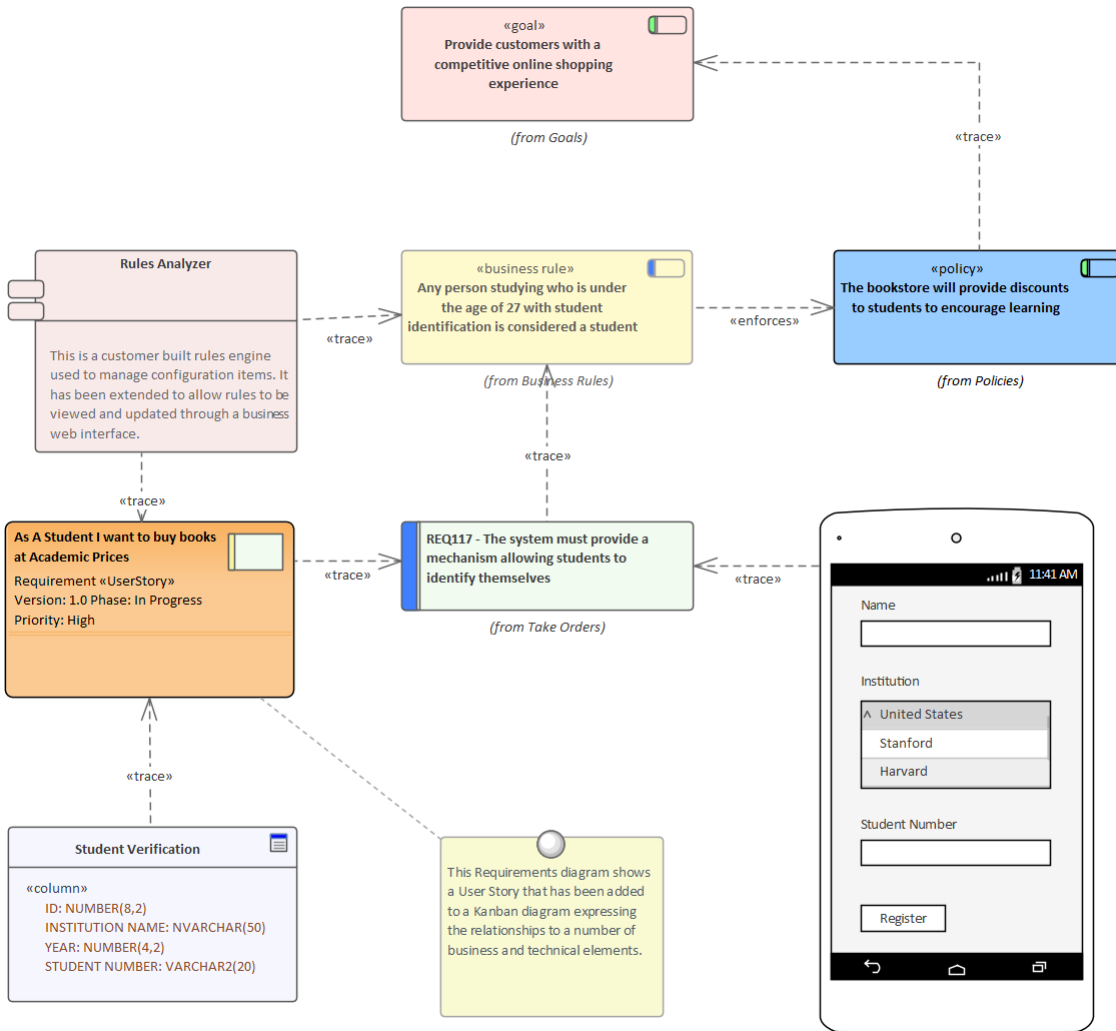 «goal»
Provide customers with a
competitive online shopping
experience
(from Goals)
«trace»
Rules Analyzer
This is a customer built rules engine
used to manage configuration items. It
has been extended to allow rules to be
viewed and updated through a business
web interface.
«trace»
«business rule»
Any person studying who is under
the age of 27 with student
identification is considered a student
(from Business Rules)
«enforces»
«policy»
The bookstore will provide discounts
to students to encourage learning
(from Policies)
«trace»
«trace»
As A Student I want to buy books
at Academic Prices
Requirement «UserStory»
Version: 1.0 Phase: In Progress
Priority: High
«trace»
REQ117 - The system must provide a
mechanism allowing students to
identify themselves
(from Take Orders)
«trace»
11:41 AM
Name
Institution
^ United States
Stanford
Harvard
Student Number
Register
«trace»
Student Verification
«column»
ID: NUMBER(8,2)
INSTITUTION NAME: NVARCHAR(50)
YEAR: NUMBER(4,2)
STUDENT NUMBER: VARCHAR2(20)
This Requirements diagram shows
a User Story that has been added
to a Kanban diagram expressing
the relationships to a number of
business and technical elements.